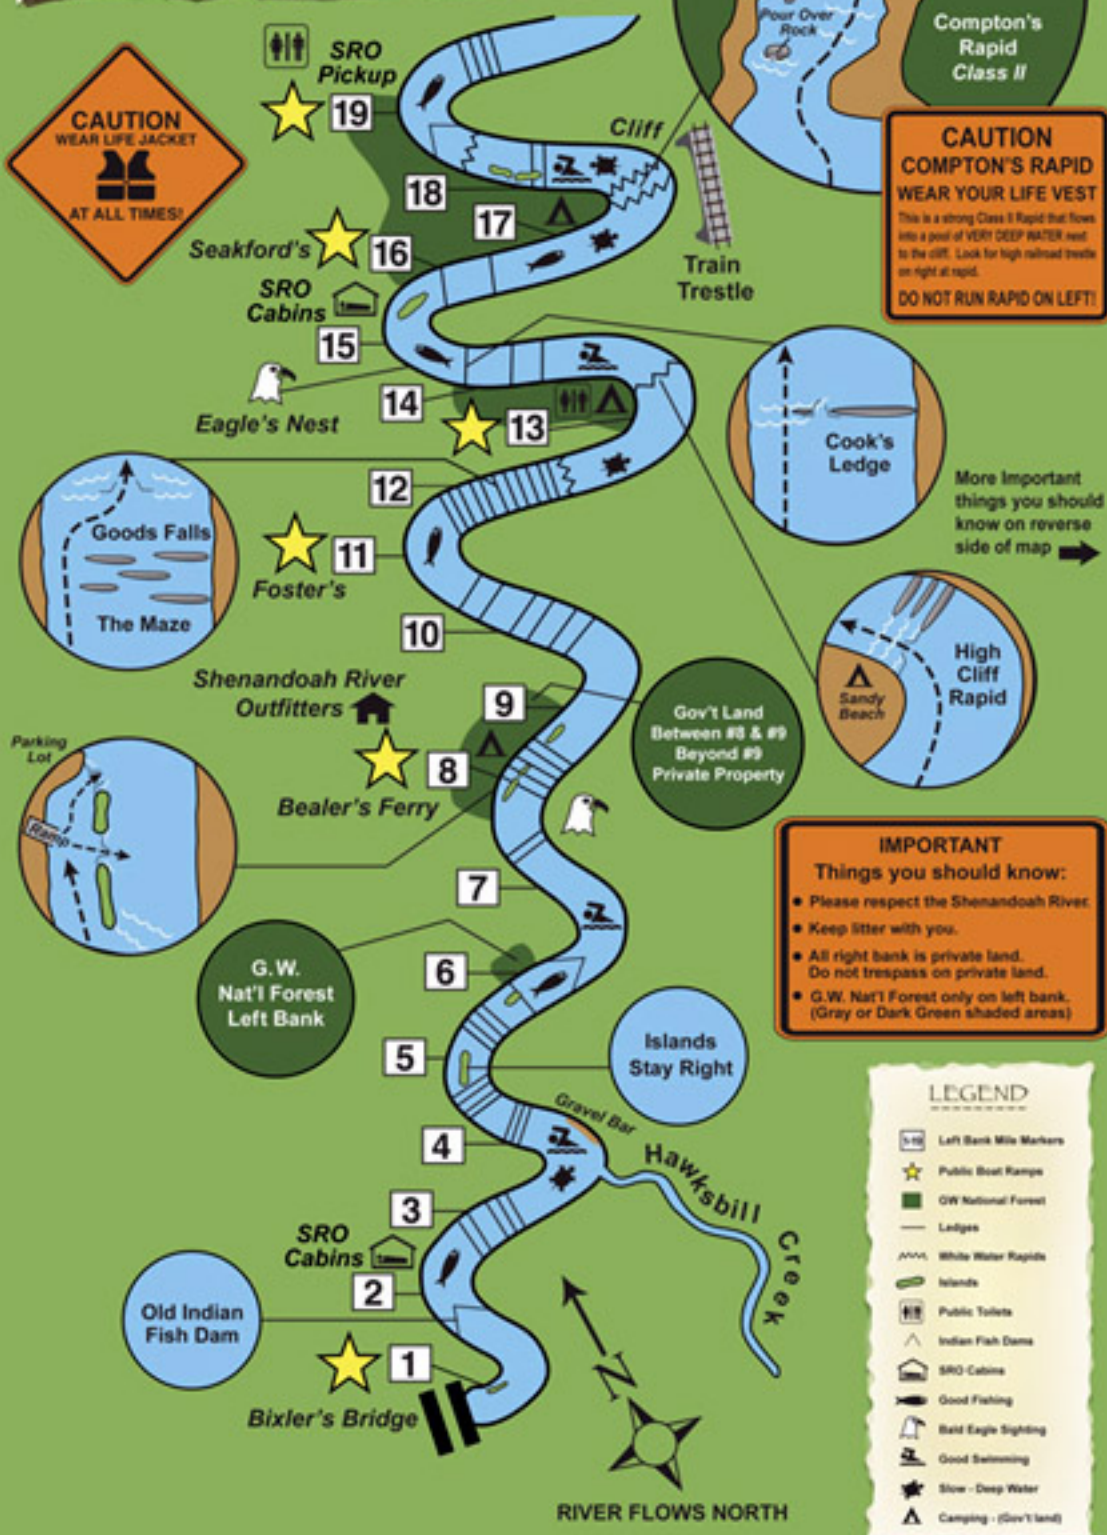 Pour Over
Rock
Compton's
Rapid
Class II
SRO
Pickup
19
CAUTION
WEAR LIFE JACKET
AT ALL TIMES!
Cliff
CAUTION
COMPTON'S RAPID
WEAR YOUR LIFE VEST
This is a strong Class II Rapid that flows
into a pool of VERY DEEP WATER next
to the cliff. Look for high railroad trestle
on right at rapid.
DO NOT RUN RAPID ON LEFT!
18
17
Seakford's
16
Train
Trestle
SRO
Cabins
15
14
Eagle's Nest
13
Cook's
Ledge
12
More Important
things you should
know on reverse
side of map
Goods Falls
The Maze
11
Foster's
10
High
Cliff
Rapid
Sandy
Beach
Shenandoah River
Outfitters
9
Gov't Land
Between #8 & #9
Beyond #9
Private Property
Parking
Lot
8
Bealer's Ferry
Ramp
7
IMPORTANT
Things you should know:
• Please respect the Shenandoah River.
• Keep litter with you.
• All right bank is private land.
Do not trespass on private land.
• G.W. Nat'l Forest only on left bank.
(Gray or Dark Green shaded areas)
G.W.
Nat'l Forest
Left Bank
6
5
Islands
Stay Right
Gravel Bar
4
Hawksbill Creek
3
SRO
Cabins
2
Old Indian
Fish Dam
1
Bixler's Bridge
N
RIVER FLOWS NORTH
LEGEND
1-19 Left Bank Mile Markers
Public Boat Ramps
GW National Forest
Ledges
White Water Rapids
Islands
Public Toilets
Indian Fish Dams
SRO Cabins
Good Fishing
Bald Eagle Sighting
Good Swimming
Slow - Deep Water
Camping - (Gov't land)